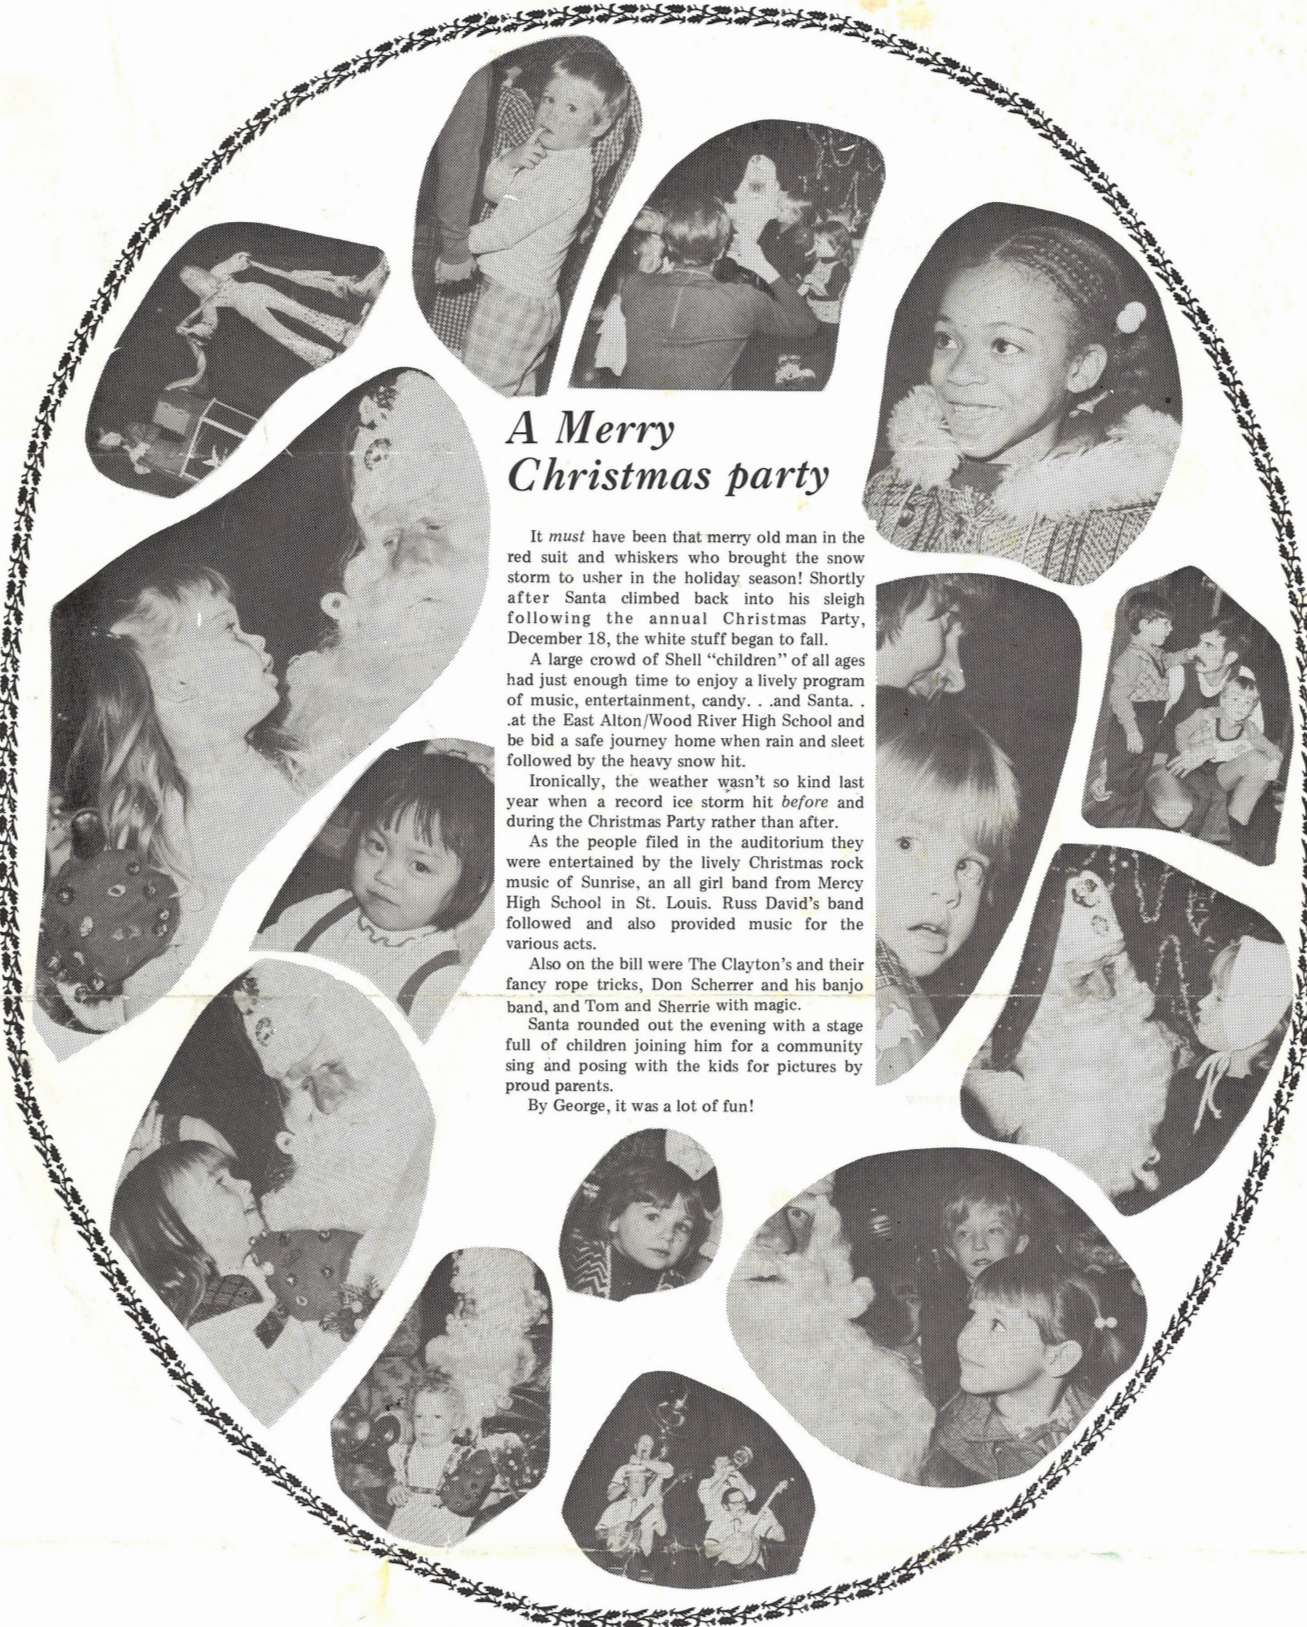 A Merry
Christmas party
It must have been that merry old man in the
red suit and whiskers who brought the snow
storm to usher in the holiday season! Shortly
after Santa climbed back into his sleigh
following the annual Christmas Party,
December 18, the white stuff began to fall.
A large crowd of Shell “children” of all ages
had just enough time to enjoy a lively program
of music, entertainment, candy. . .and Santa. .
.at the East Alton/Wood River High School and
be bid a safe journey home when rain and sleet
followed by the heavy snow hit.
Ironically, the weather wasn't so kind last
year when a record ice storm hit before and
during the Christmas Party rather than after.
As the people filed in the auditorium they
were entertained by the lively Christmas rock
music of Sunrise, an all girl band from Mercy
High School in St. Louis. Russ David's band
followed and also provided music for the
various acts.
Also on the bill were The Clayton's and their
fancy rope tricks, Don Scherrer and his banjo
band, and Tom and Sherrie with magic.
Santa rounded out the evening with a stage
full of children joining him for a community
sing and posing with the kids for pictures by
proud parents.
By George, it was a lot of fun!